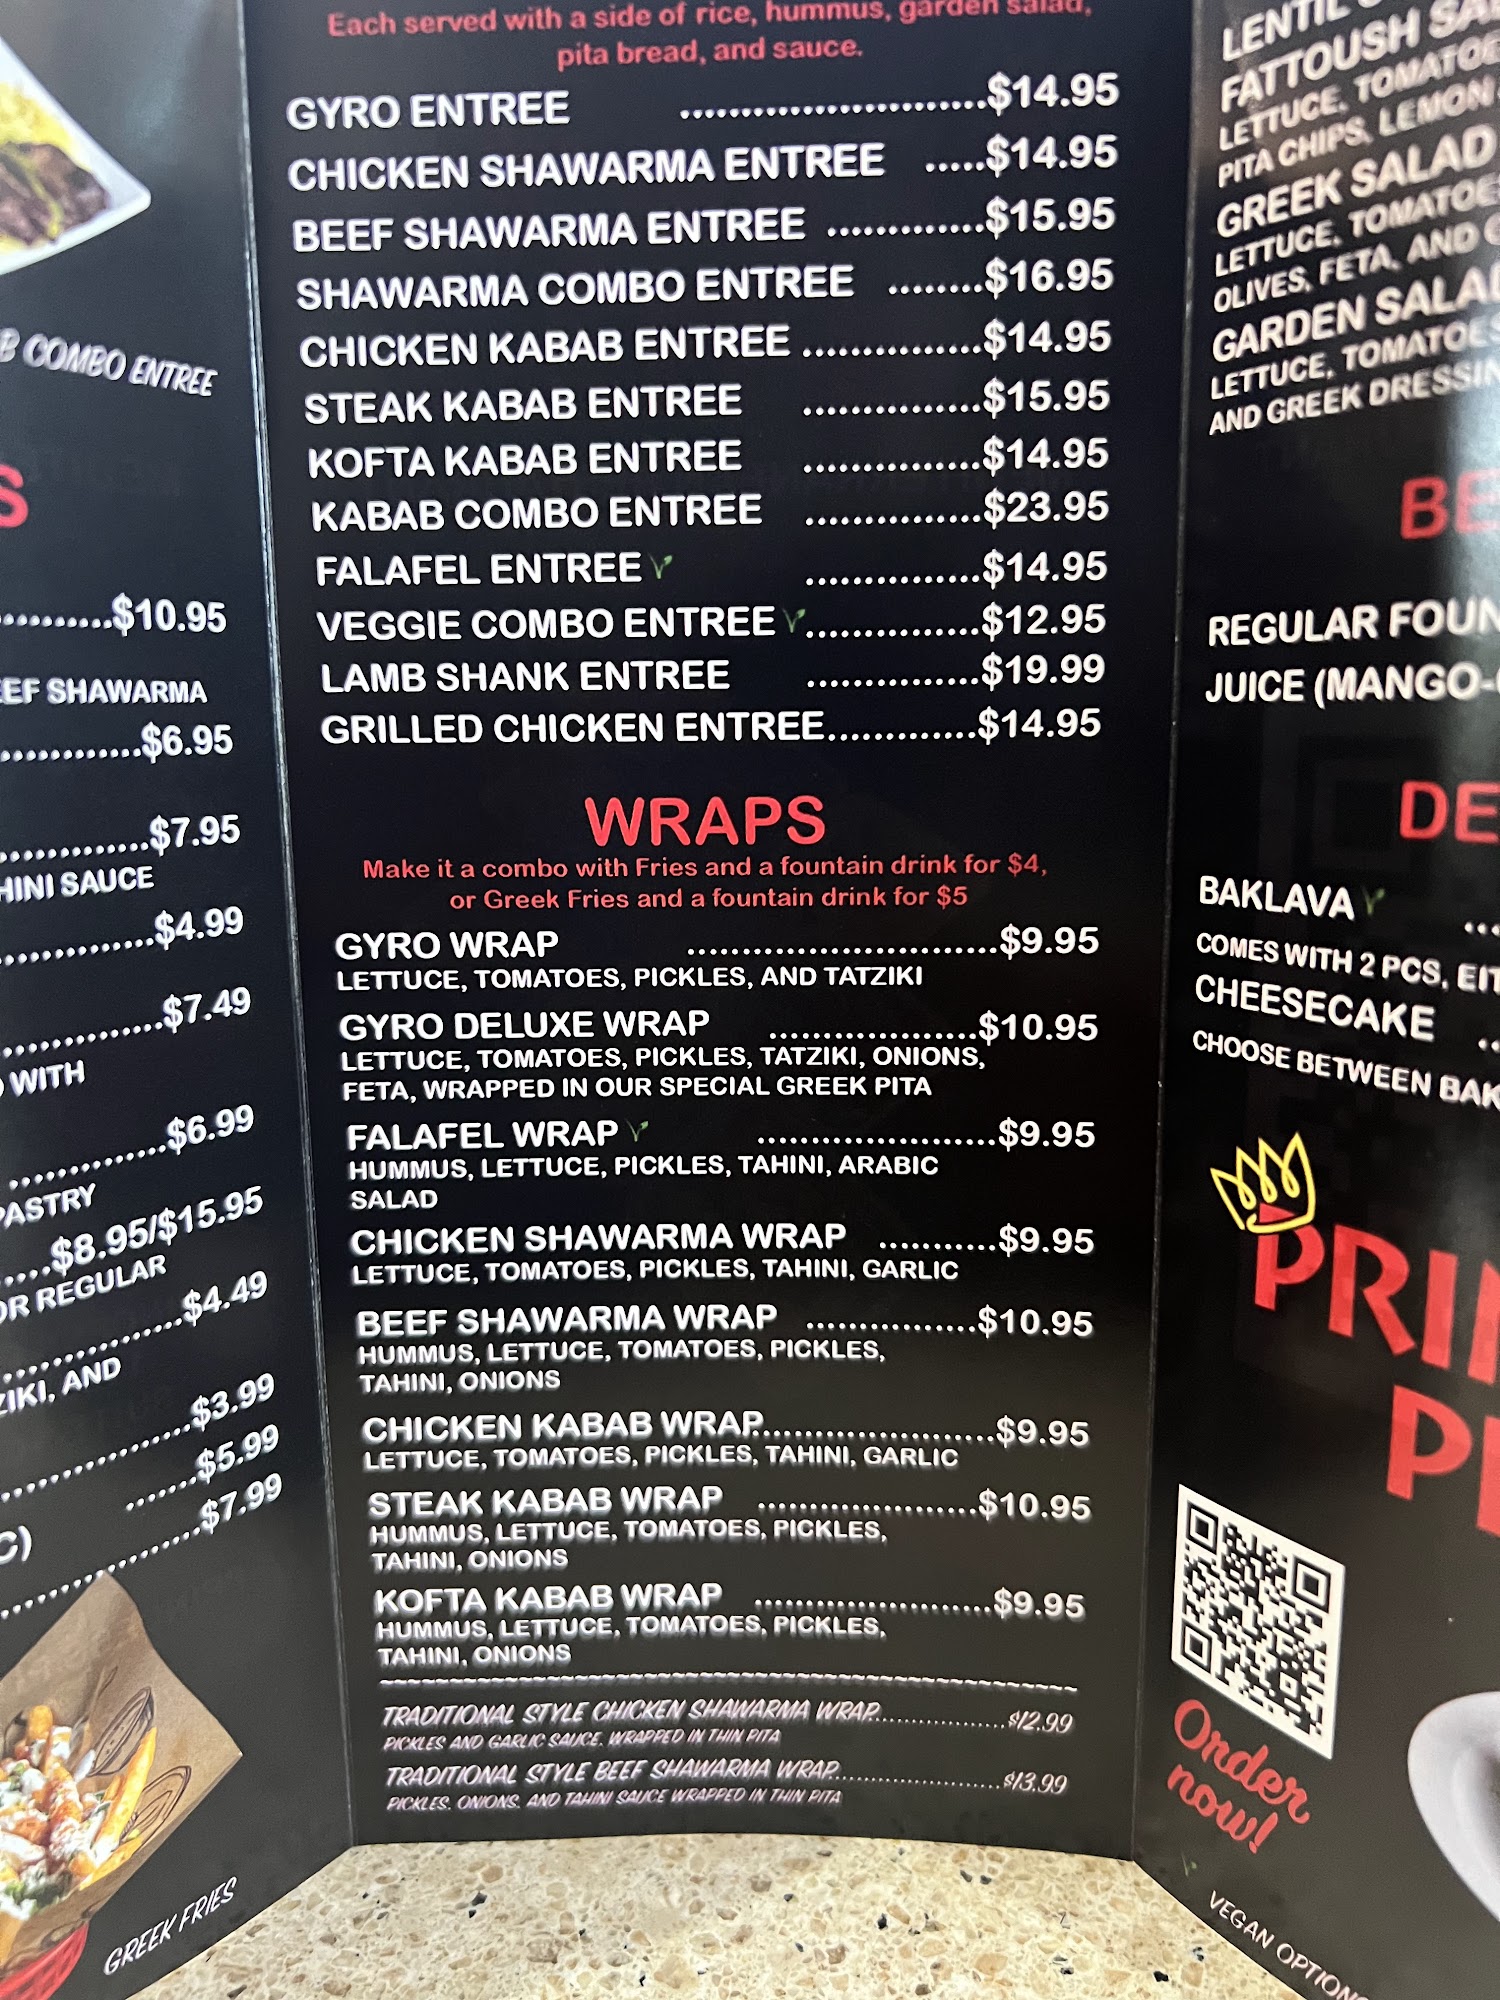 B COMBO ENTREE
S
..........$10.95
EEF SHAWARMA
.............$6.95
..............$7.95
HINI SAUCE
..............$4.99
...............$7.49
WITH
..............$6.99
PASTRY
.....$8.95/$15.95
OR REGULAR
................$4.49
ZIKI, AND
.................$3.99
.......$5.99
C)
..................$7.99
GREEK FRIES
Each served with a side of rice, hummus, garden salad,
pita bread, and sauce.
GYRO ENTREE .........................$14.95
CHICKEN SHAWARMA ENTREE .....$14.95
BEEF SHAWARMA ENTREE .............$15.95
SHAWARMA COMBO ENTREE ........$16.95
CHICKEN KABAB ENTREE ...............$14.95
STEAK KABAB ENTREE ...............$15.95
KOFTA KABAB ENTREE ...............$14.95
KABAB COMBO ENTREE ...............$23.95
FALAFEL ENTREE ...............$14.95
VEGGIE COMBO ENTREE ...............$12.95
LAMB SHANK ENTREE ...............$19.99
GRILLED CHICKEN ENTREE.............$14.95
WRAPS
Make it a combo with Fries and a fountain drink for $4,
or Greek Fries and a fountain drink for $5
GYRO WRAP ............................$9.95
LETTUCE, TOMATOES, PICKLES, AND TATZIKI
GYRO DELUXE WRAP ...................$10.95
LETTUCE, TOMATOES, PICKLES, TATZIKI, ONIONS,
FETA, WRAPPED IN OUR SPECIAL GREEK PITA
FALAFEL WRAP ......................$9.95
HUMMUS, LETTUCE, PICKLES, TAHINI, ARABIC
SALAD
CHICKEN SHAWARMA WRAP ...........$9.95
LETTUCE, TOMATOES, PICKLES, TAHINI, GARLIC
BEEF SHAWARMA WRAP ................$10.95
HUMMUS, LETTUCE, TOMATOES, PICKLES,
TAHINI, ONIONS
CHICKEN KABAB WRAP......................$9.95
LETTUCE, TOMATOES, PICKLES, TAHINI, GARLIC
STEAK KABAB WRAP ....................$10.95
HUMMUS, LETTUCE, TOMATOES, PICKLES,
TAHINI, ONIONS
KOFTA KABAB WRAP ......................$9.95
HUMMUS, LETTUCE, TOMATOES, PICKLES,
TAHINI, ONIONS
TRADITIONAL STYLE CHICKEN SHAWARMA WRAP...................$12.99
PICKLES AND GARLIC SAUCE, WRAPPED IN THIN PITA
TRADITIONAL STYLE BEEF SHAWARMA WRAP........................$13.99
PICKLES, ONIONS, AND TAHINI SAUCE WRAPPED IN THIN PITA
LENTIL
FATTOUSH SA
LETTUCE, TOMATOE
PITA CHIPS, LEMON
GREEK SALAD
LETTUCE, TOMATOE
OLIVES, FETA, AND
GARDEN SALAD
LETTUCE, TOMATOES
AND GREEK DRESSIN
BE
REGULAR FOUN
JUICE (MANGO-
DE
BAKLAVA ...
COMES WITH 2 PCS, EIT
CHEESECAKE ..
CHOOSE BETWEEN BAK
PRIN
PI
Order
now!
VEGAN OPTIONS